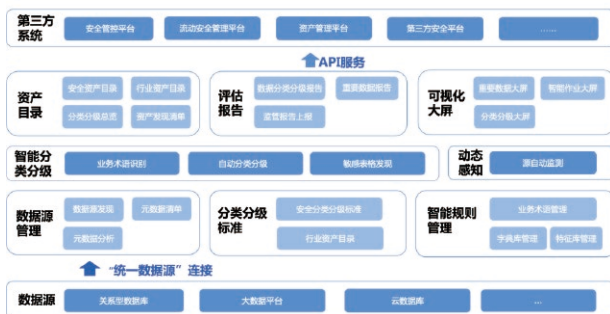 第三方
系统
安全管控平台
流动安全管理平台
资产管理平台
第三方安全平台
……
API服务
资产
目录
安全资产目录
行业资产目录
分类分级总览
资产发现清单
评估
报告
数据分类分级报告
重要数据报告
监管报告上报
可视化
大屏
重要数据大屏
智能作业大屏
分类分级大屏
智能分
类分级
业务术语识别
自动分类分级
敏感表格发现
动态
感知
源自动监测
数据源
管理
数据源发现
元数据清单
元数据分析
分类分级
标准
安全分类分级标准
行业资产目录
智能规则
管理
业务术语管理
字典库管理
特征库管理
“统一数据源”连接
数据源
关系型数据库
大数据平台
云数据库
...